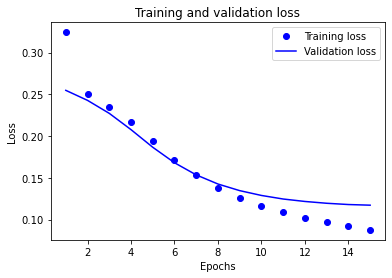 Training and validation loss
Training loss
Validation loss
0.30
0.25
0.20
0.15
0.10
Loss
2 4 6 8 10 12 14
Epochs